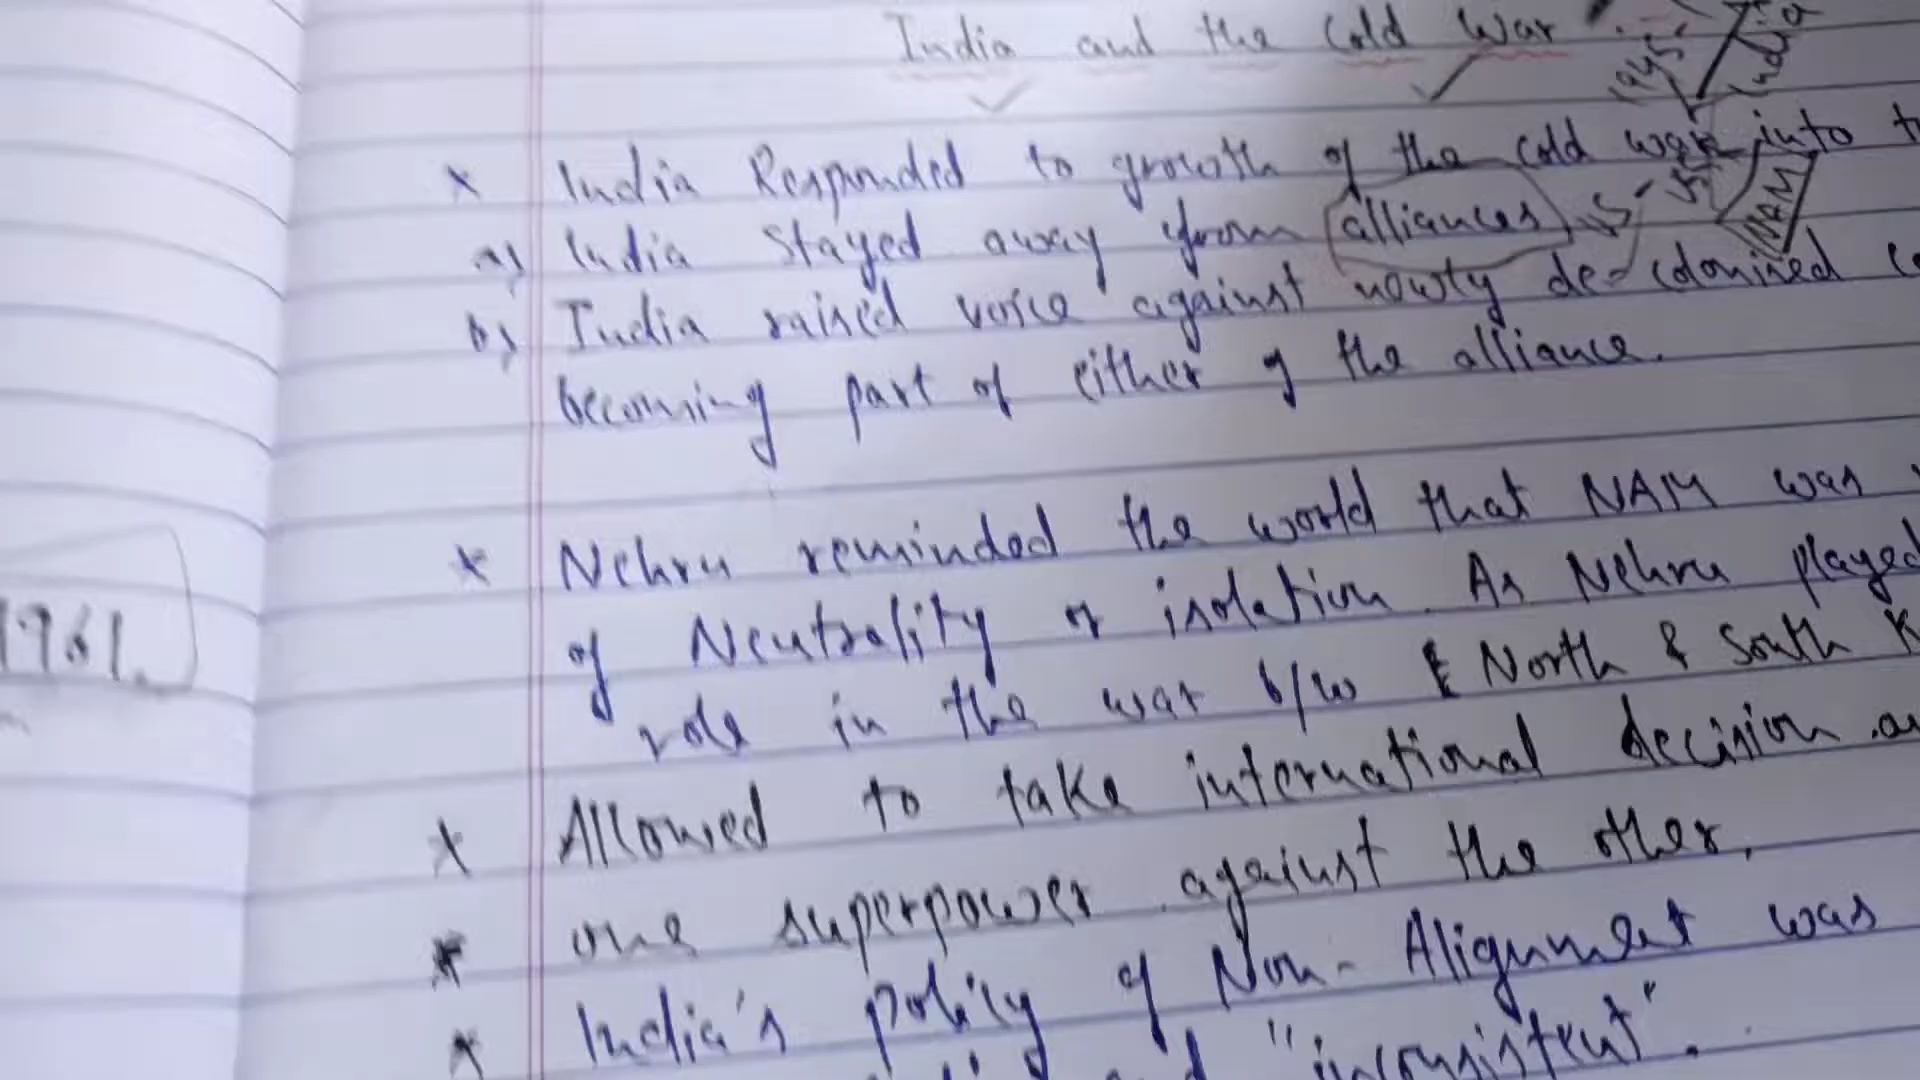 India and the Cold War
1945-
India
India Responded to growth of the cold war into
NAM
a) India stayed away from alliances
b) India raised voice against newly de-colonised
becoming part of either of the alliance.
Nehru reminded the world that NAM was
of Neutrality or isolation. As Nehru played
1961
role in the war b/w North & South K
Allowed to take international decision
one superpower against the other.
India's policy of Non-Alignment was
"inconsistent".